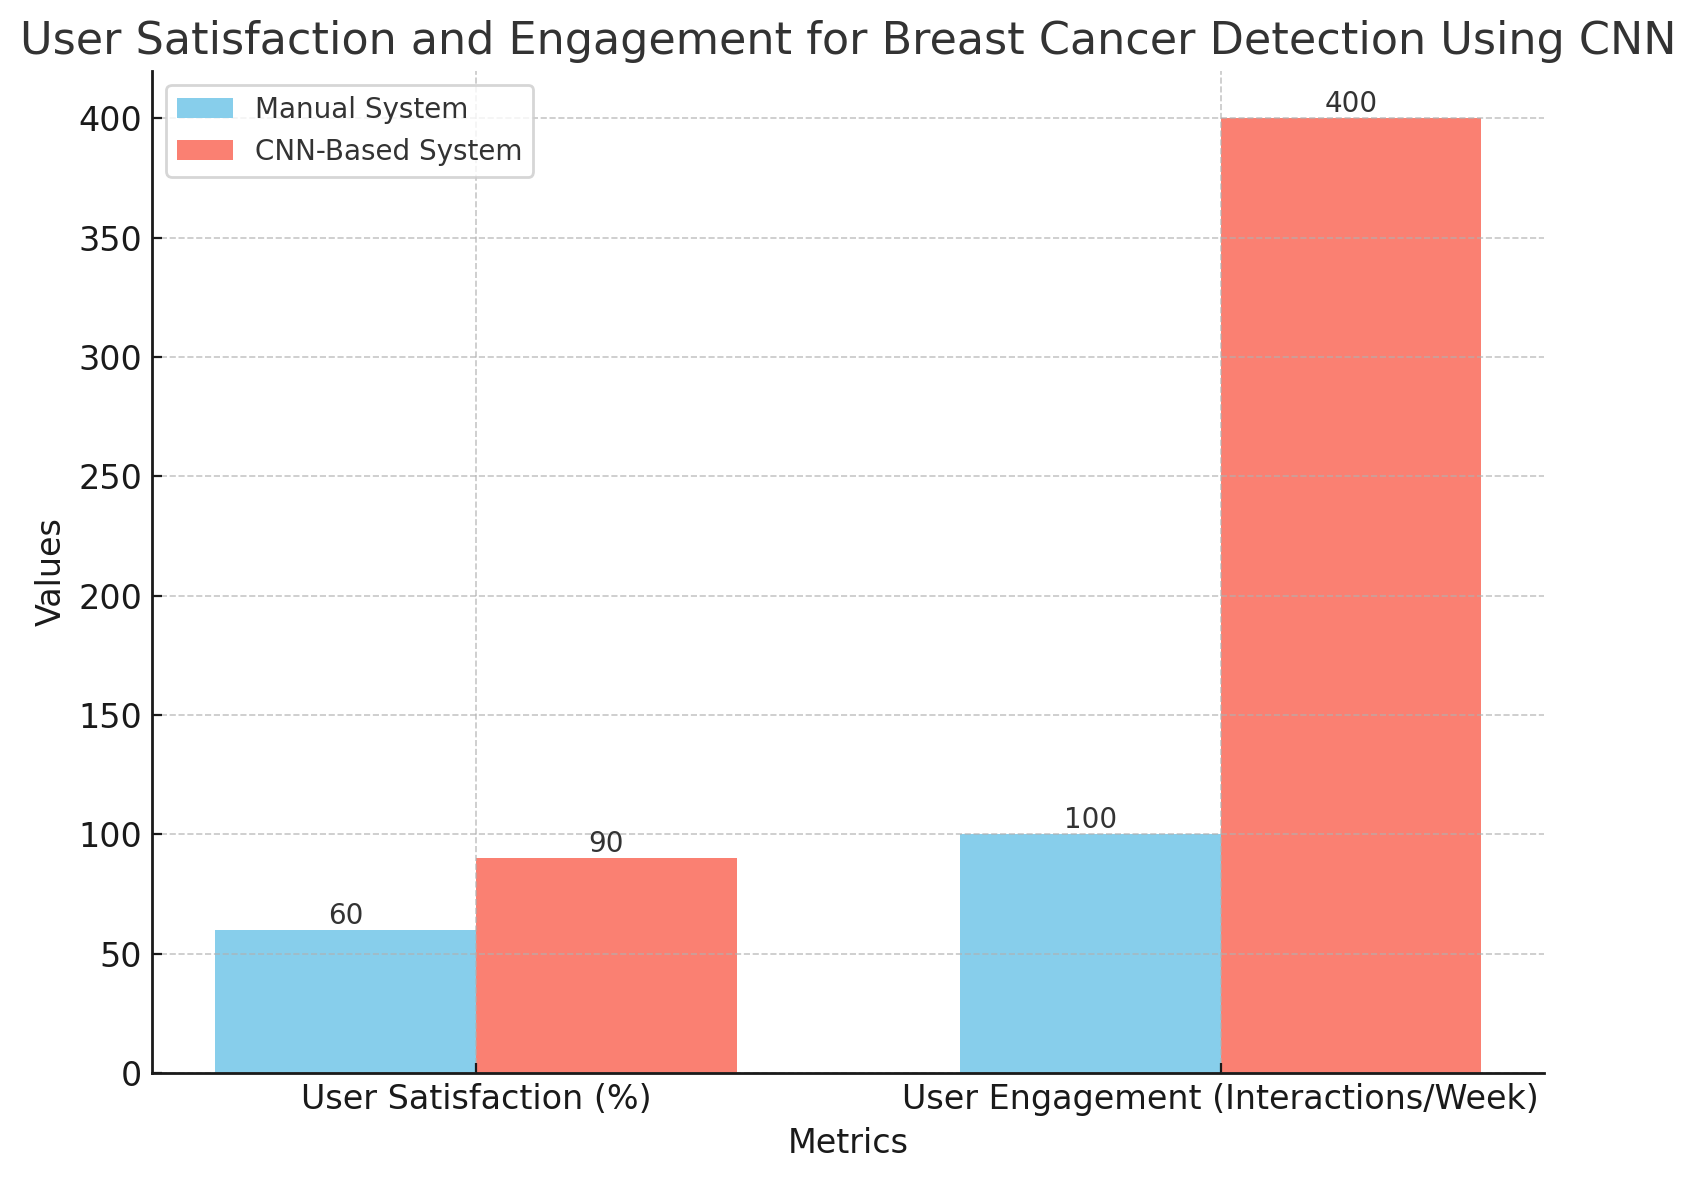 User Satisfaction and Engagement for Breast Cancer Detection Using CNN
Manual System
CNN-Based System
400
350
300
250
200
150
100
50
0
Values
60
90
100
400
User Satisfaction (%)
User Engagement (Interactions/Week)
Metrics